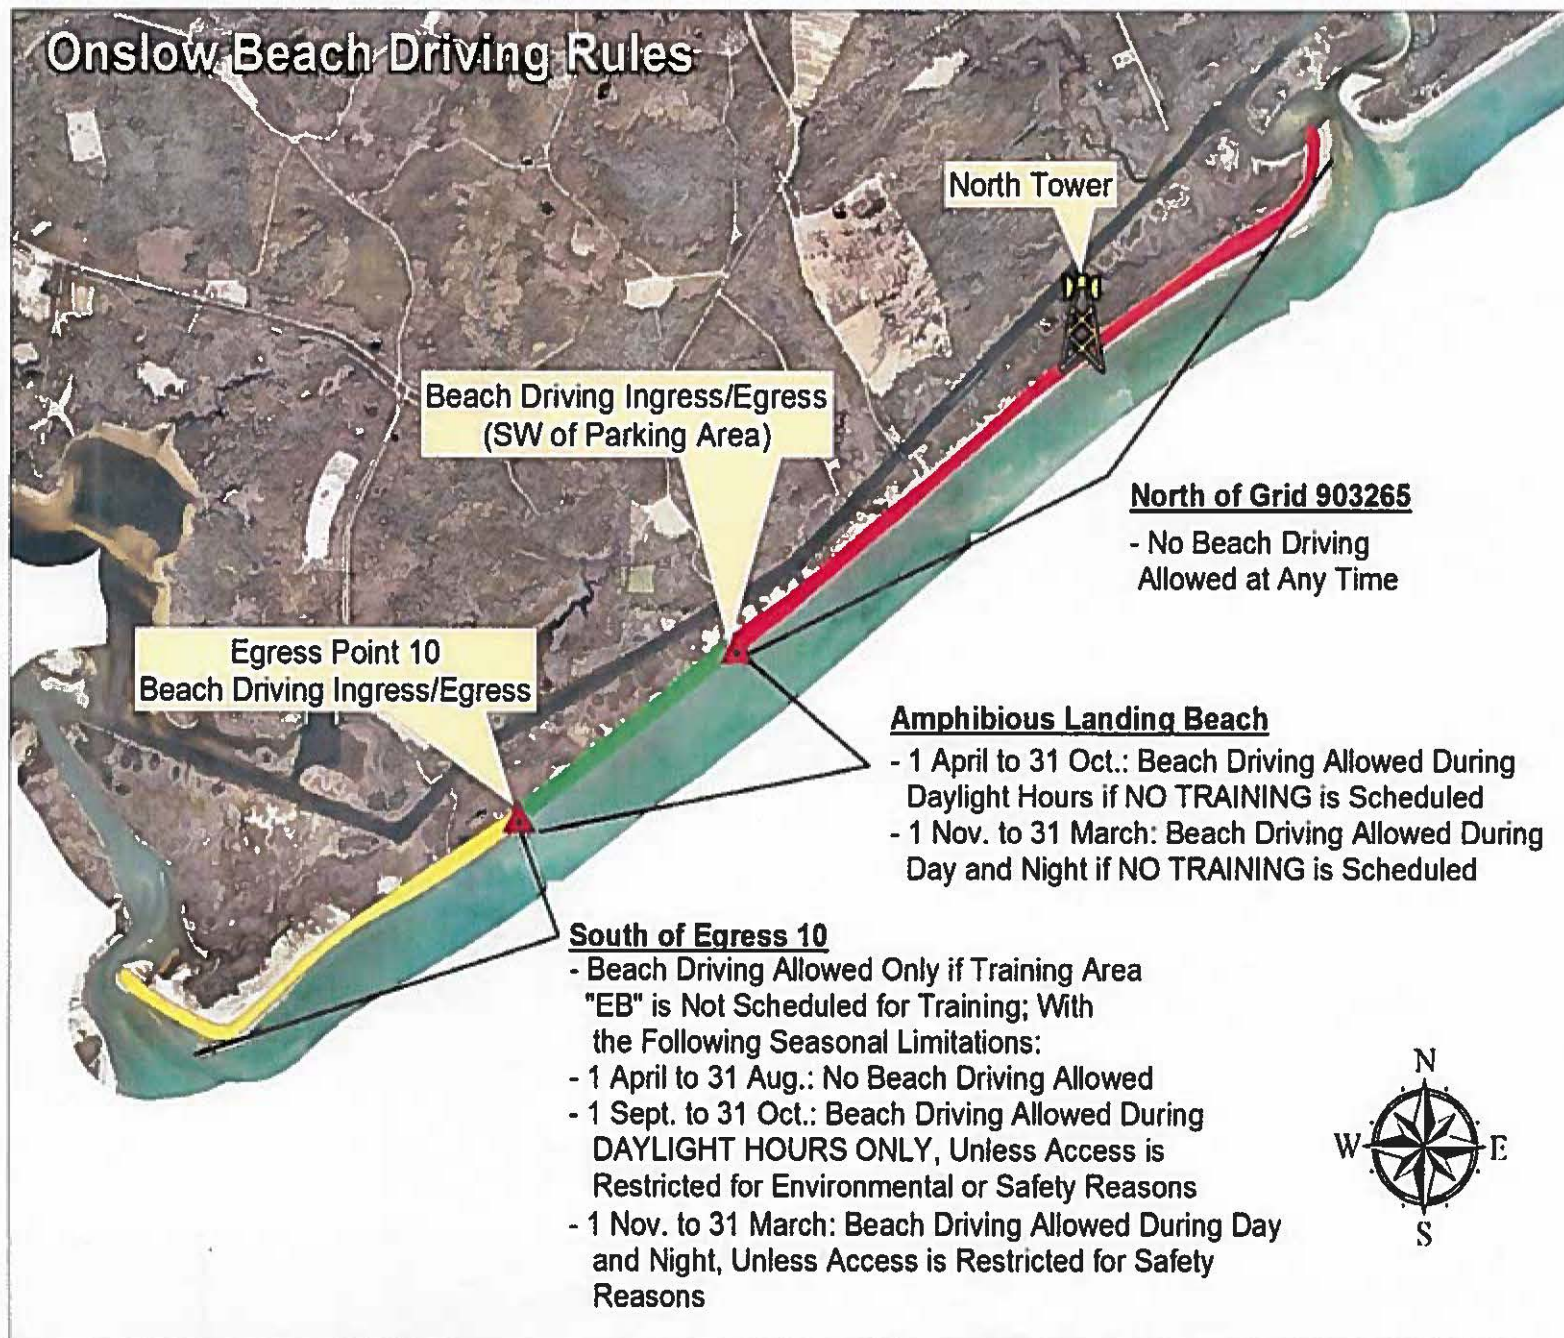 Onslow Beach Driving Rules
North Tower
Beach Driving Ingress/Egress
(SW of Parking Area)
North of Grid 903265
- No Beach Driving
Allowed at Any Time
Egress Point 10
Beach Driving Ingress/Egress
Amphibious Landing Beach
- 1 April to 31 Oct.: Beach Driving Allowed During
Daylight Hours if NO TRAINING is Scheduled
- 1 Nov. to 31 March: Beach Driving Allowed During
Day and Night if NO TRAINING is Scheduled
South of Egress 10
- Beach Driving Allowed Only if Training Area
"EB" is Not Scheduled for Training; With
the Following Seasonal Limitations:
- 1 April to 31 Aug.: No Beach Driving Allowed
- 1 Sept. to 31 Oct.: Beach Driving Allowed During
DAYLIGHT HOURS ONLY, Unless Access is
Restricted for Environmental or Safety Reasons
- 1 Nov. to 31 March: Beach Driving Allowed During Day
and Night, Unless Access is Restricted for Safety
Reasons
N
W E
S